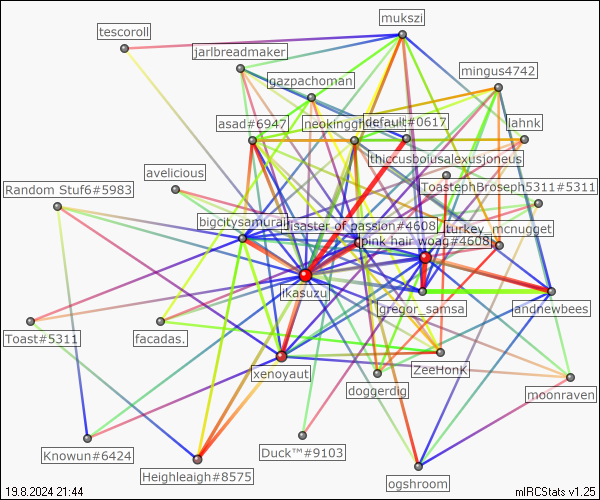 mukszi
tescoroll
jarlbreadmaker
mingus4742
gazpachoman
asad#6947
default#0617
lahnk
thiccusboiusalexusjoneus
avelicious
Random Stuf6#5983
ToastephBroseph5311#5311
bigcitysamurai
disaster of passion#4608
turkey_mcnugget
pink hair woag#4608
ikasuzu
gregor_samsa
andnewbees
Toast#5311
facadas.
xenoyaut
ZeeHonK
doggerdig
moonraven
Knowun#6424
Heighleaigh#8575
Duck™#9103
ogshroom
19.8.2024 21:44
mIRCStats v1.25